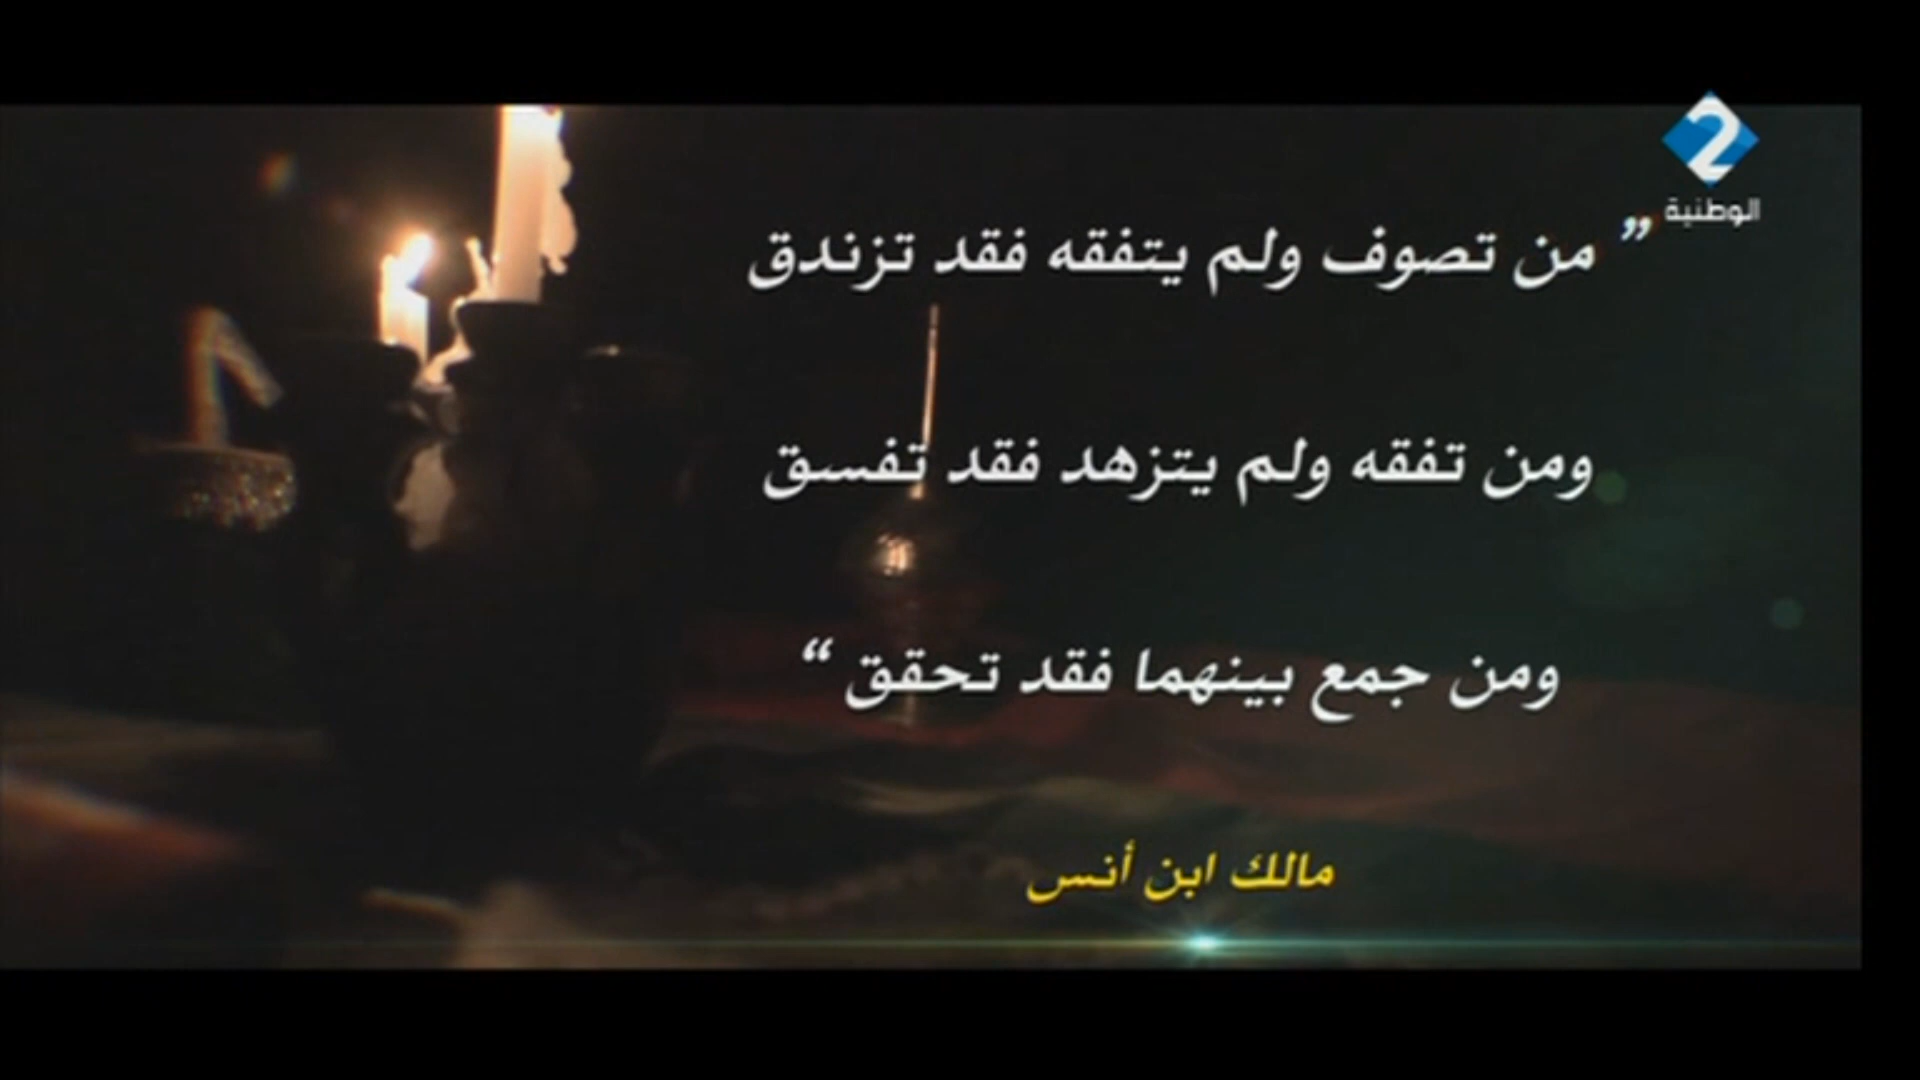 2
الوطنية
” من تصوف ولم يتفقه فقد تزندق
ومن تفقه ولم يتزهد فقد تفسق
ومن جمع بينهما فقد تحقق “
مالك ابن أنس